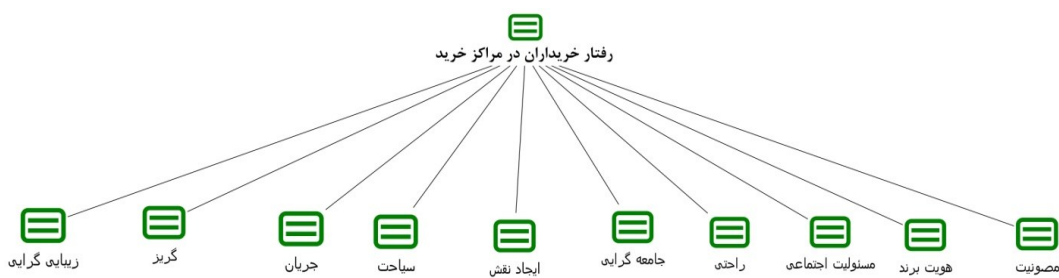 رفتار خریداران در مراکز خرید
مصونیت
هویت برند
مسئولیت اجتماعی
راحتی
جامعه گرایی
ایجاد نقش
سیاحت
جریان
گریز
زیبایی گرایی